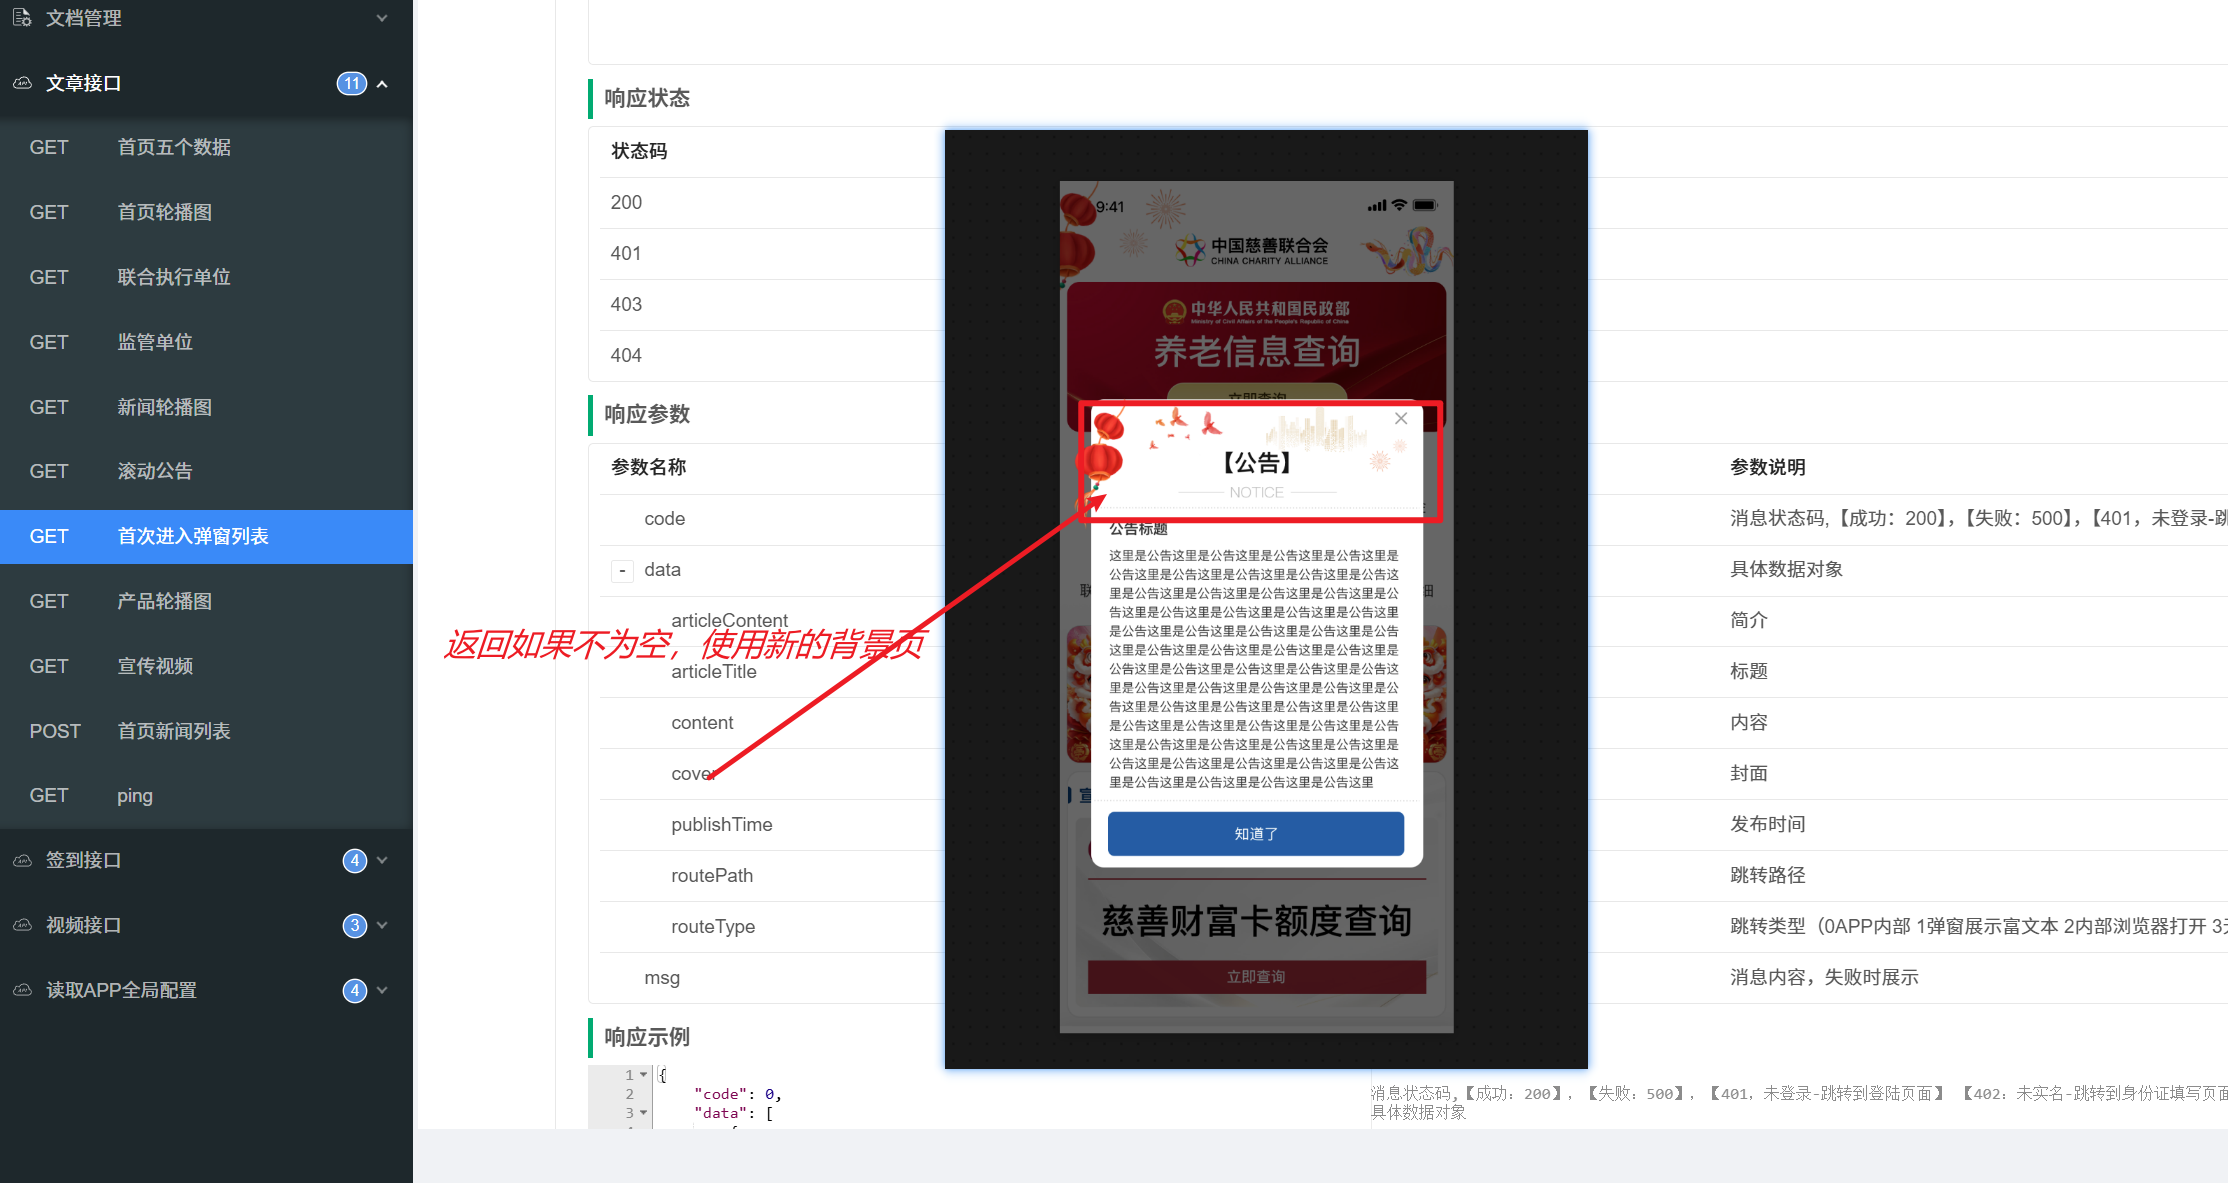 文档管理
文章接口
11
GET 首页五个数据
GET 首页轮播图
GET 联合执行单位
GET 监管单位
GET 新闻轮播图
GET 滚动公告
GET 首次进入弹窗列表
GET 产品轮播图
GET 宣传视频
POST 首页新闻列表
GET ping
签到接口 4
视频接口 3
读取APP全局配置 4
响应状态
状态码
200
401
403
404
响应参数
参数名称 参数说明
code 消息状态码,【成功：200】，【失败：500】，【401，未登录-跳
- data 具体数据对象
articleContent 简介
返回如果不为空，使用新的背景页
articleTitle 标题
content 内容
cover 封面
publishTime 发布时间
routePath 跳转路径
routeType 跳转类型（0APP内部 1弹窗展示富文本 2内部浏览器打开 3
msg 消息内容，失败时展示
9:41
中国慈善联合会
CHINA CHARITY ALLIANCE
中华人民共和国民政部
Ministry of Civil Affairs of the People's Republic of China
养老信息查询
立即查询
【公告】
NOTICE
公告标题
这里是公告这里是公告这里是公告这里是公告这里是
公告这里是公告这里是公告这里是公告这里是公告这
里是公告这里是公告这里是公告这里是公告这里是公
告这里是公告这里是公告这里是公告这里是公告这里
是公告这里是公告这里是公告这里是公告这里是公告
这里是公告这里是公告这里是公告这里是公告这里是
公告这里是公告这里是公告这里是公告这里是公告这
里是公告这里是公告这里是公告这里是公告这里是公
告这里是公告这里是公告这里是公告这里是公告这里
是公告这里是公告这里是公告这里是公告这里是公告
这里是公告这里是公告这里是公告这里是公告这里是
公告这里是公告这里是公告这里是公告这里是公告这
里是公告这里是公告这里是公告这里是公告这里
联 细
宣
知道了
慈善财富卡额度查询
立即查询
响应示例
1 {
2 "code": 0, 消息状态码,【成功：200】，【失败：500】，【401，未登录-跳转到登陆页面】 【402：未实名-跳转到身份证填写页面
3 "data": [ 具体数据对象